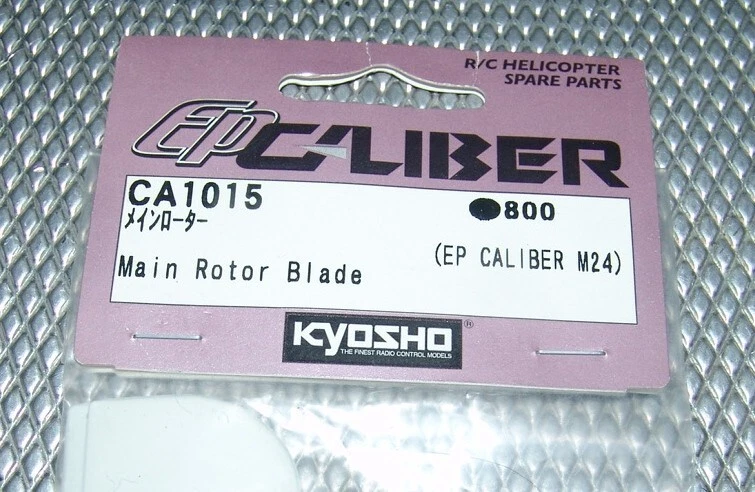 R/C HELICOPTER
SPARE PARTS
EP CALIBER
CA1015 ●800
メインローター
Main Rotor Blade (EP CALIBER M24)
KYOSHO®
THE FINEST RADIO CONTROL MODELS